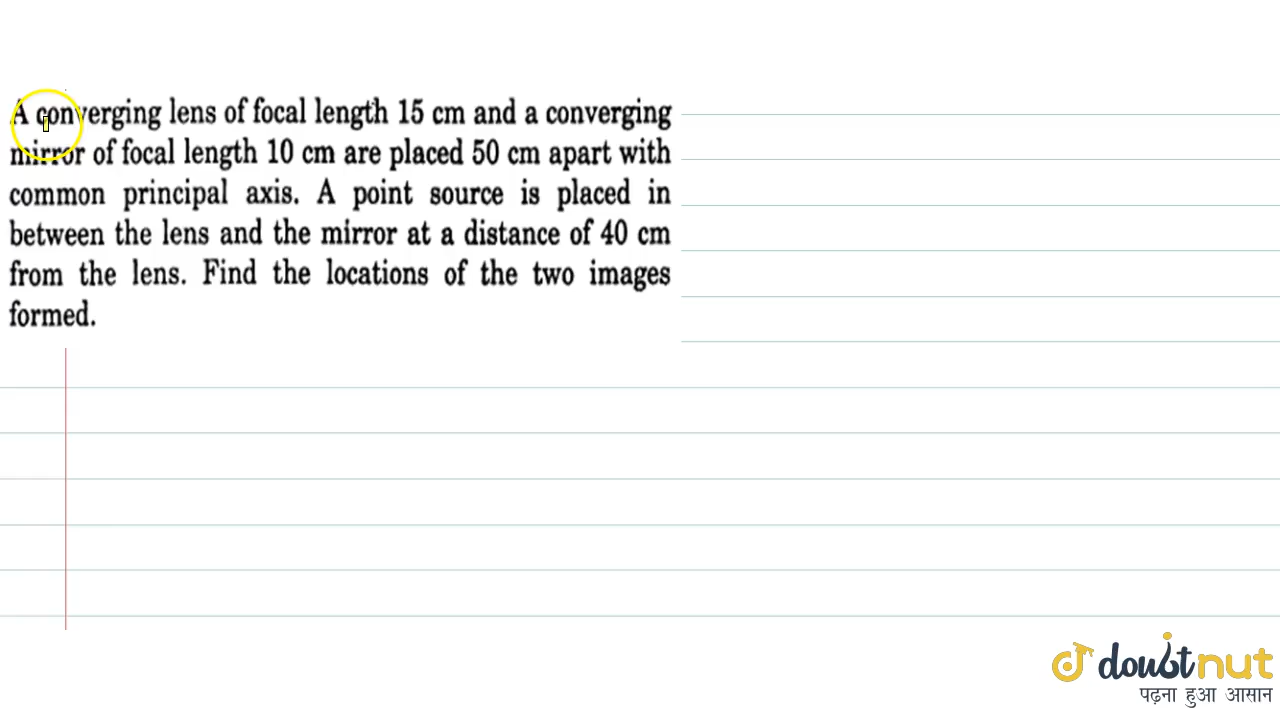 A converging lens of focal length 15 cm and a converging
mirror of focal length 10 cm are placed 50 cm apart with
common principal axis. A point source is placed in
between the lens and the mirror at a distance of 40 cm
from the lens. Find the locations of the two images
formed.
doubtnut
पढ़ना हुआ आसान